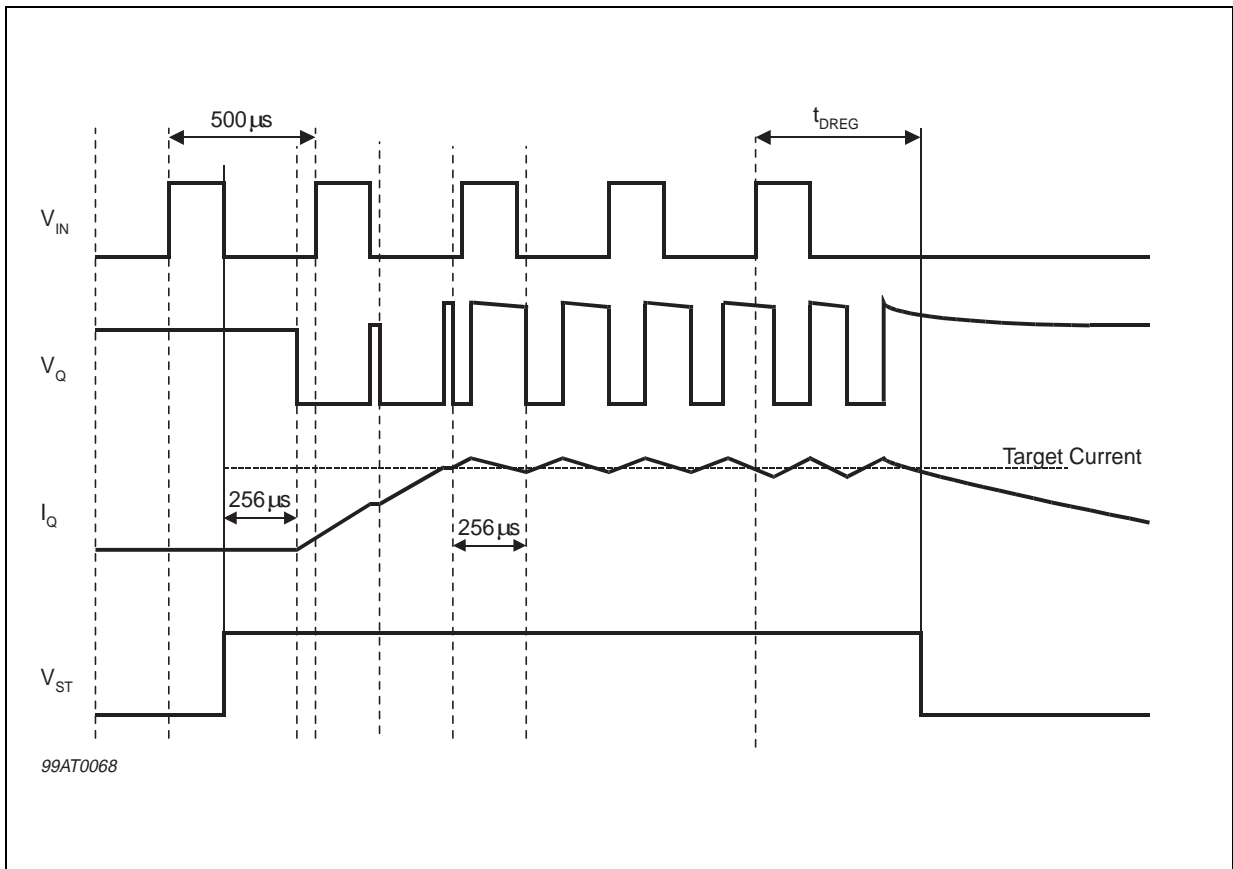 500 µs
t_DREG
V_IN
V_Q
Target Current
256 µs
I_Q
256 µs
V_ST
99AT0068